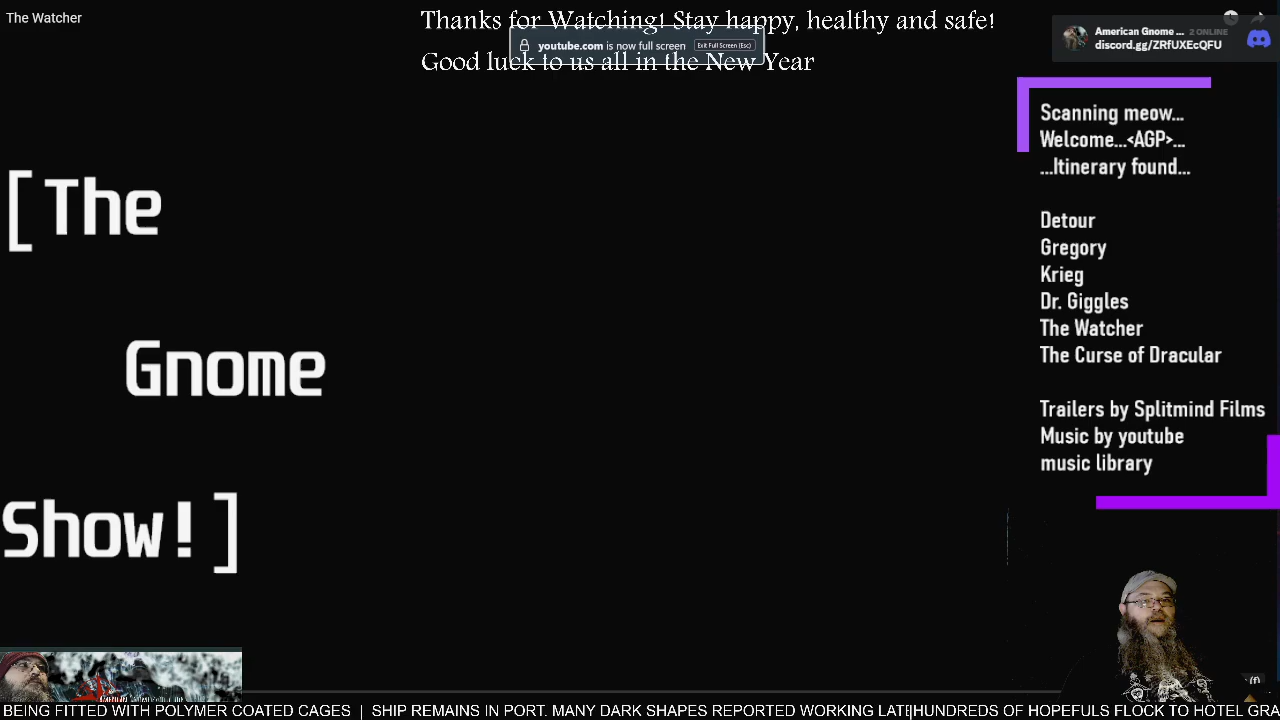 The Watcher
Thanks for Watching! Stay happy, healthy and safe!
youtube.com is now full screen
Exit Full Screen (Esc)
Good luck to us all in the New Year
American Gnome ...
2 ONLINE
discord.gg/ZRfUXEcQFU
Scanning meow...
Welcome...<AGP>...
...Itinerary found...
Detour
Gregory
Krieg
Dr. Giggles
The Watcher
The Curse of Dracular
Trailers by Splitmind Films
Music by youtube
music library
[The
Gnome
Show!]
BEING FITTED WITH POLYMER COATED CAGES | SHIP REMAINS IN PORT. MANY DARK SHAPES REPORTED WORKING LATE|HUNDREDS OF HOPEFULS FLOCK TO HOTEL GRA